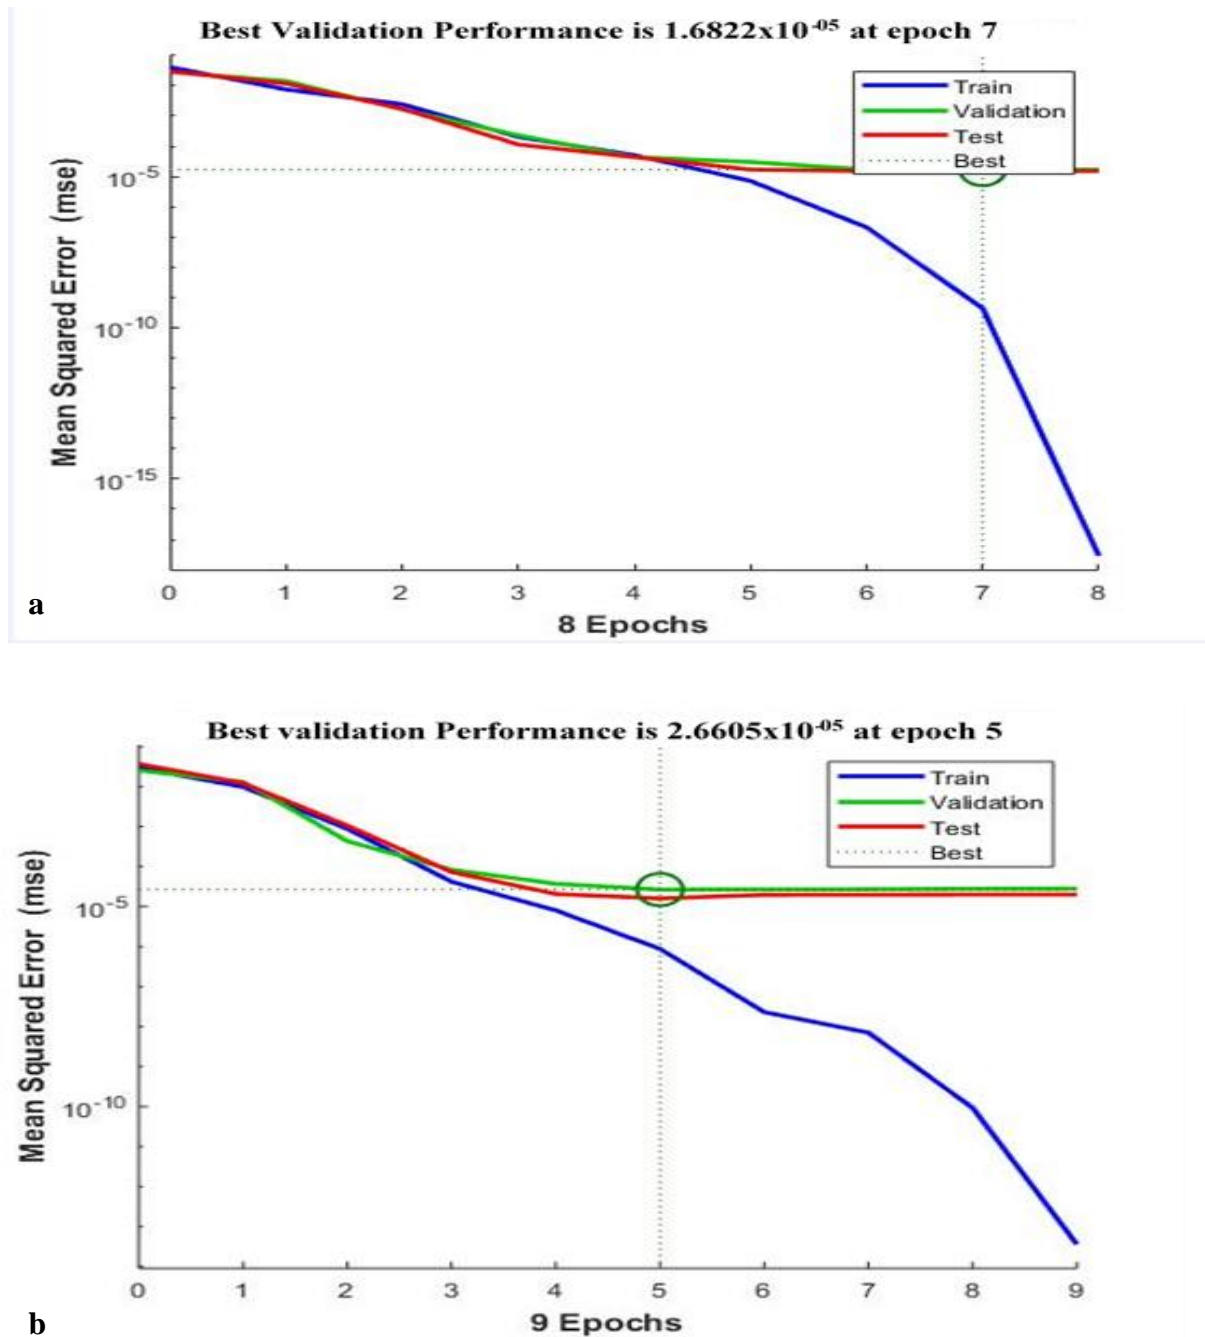 Best Validation Performance is 1.6822x10⁻⁰⁵ at epoch 7
Train
Validation
Test
Best
Mean Squared Error (mse)
10⁻⁵
10⁻¹⁰
10⁻¹⁵
0 1 2 3 4 5 6 7 8
8 Epochs
a
Best validation Performance is 2.6605x10⁻⁰⁵ at epoch 5
Train
Validation
Test
Best
Mean Squared Error (mse)
10⁻⁵
10⁻¹⁰
0 1 2 3 4 5 6 7 8 9
9 Epochs
b